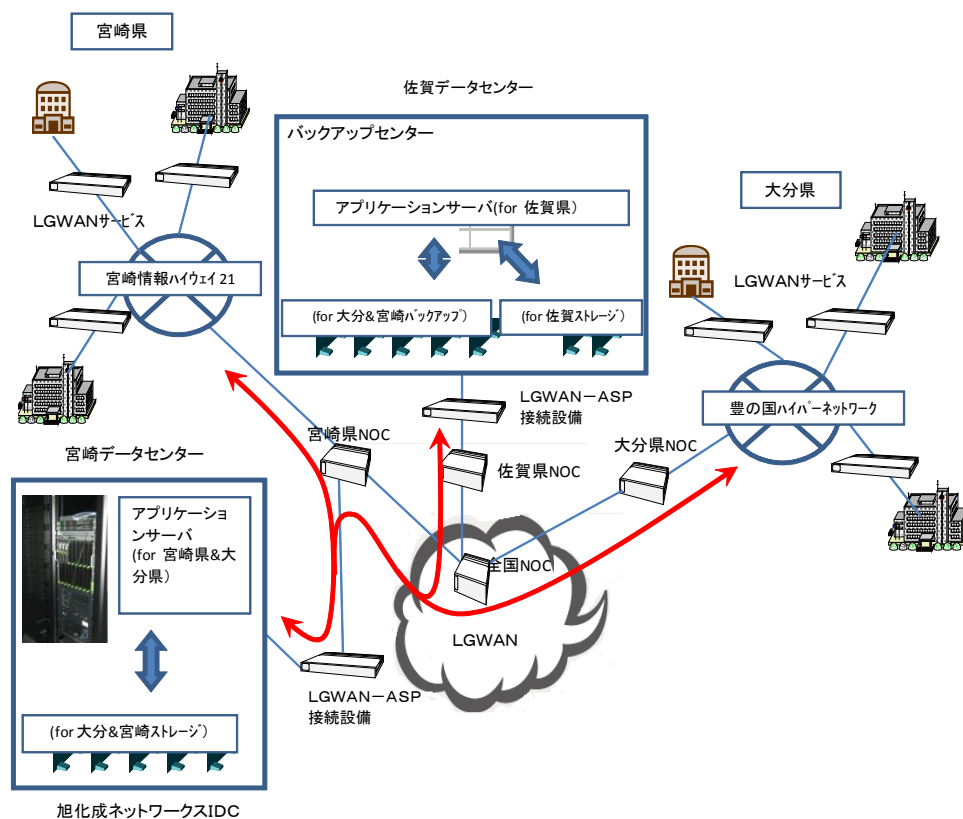 宮崎県
佐賀データセンター
バックアップセンター
アプリケーションサーバ(for 佐賀県)
(for 大分&宮崎バックアップ)
(for 佐賀ストレージ)
大分県
LGWANサービス
宮崎情報ハイウェイ 21
LGWANサービス
豊の国ハイパーネットワーク
LGWAN－ASP
接続設備
宮崎県NOC
佐賀県NOC
大分県NOC
全国NOC
LGWAN
宮崎データセンター
アプリケーショ
ンサーバ
(for 宮崎県&大
分県)
(for 大分&宮崎ストレージ)
LGWAN－ASP
接続設備
旭化成ネットワークスIDC